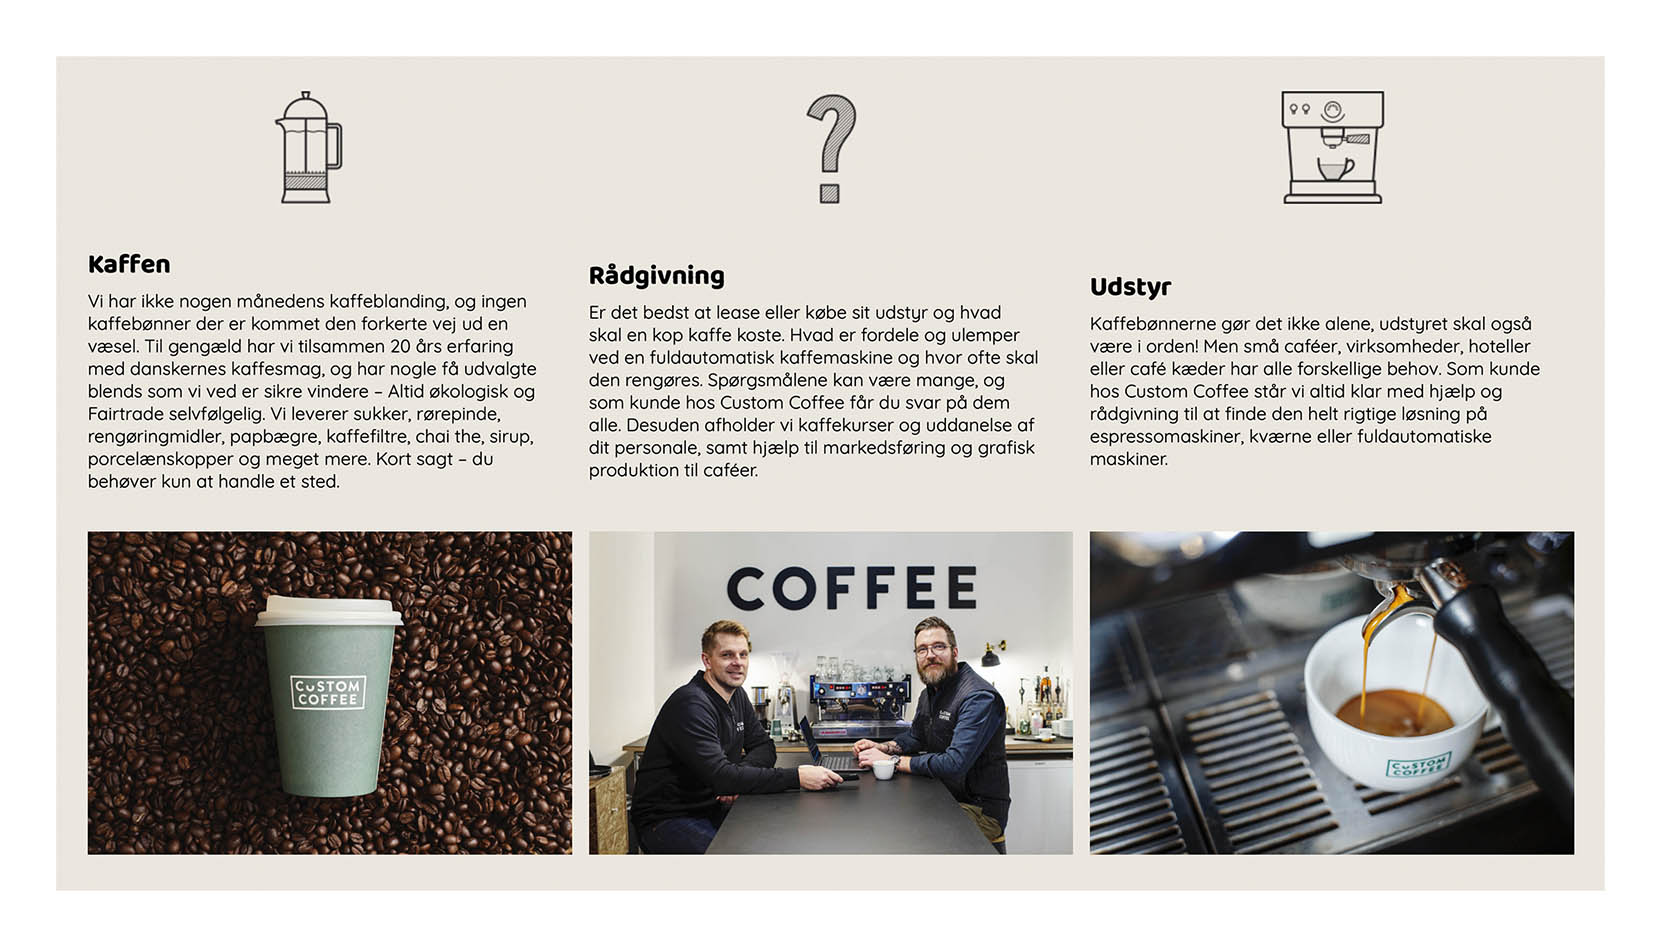 Kaffen
Vi har ikke nogen månedens kaffeblanding, og ingen
kaffebønner der er kommet den forkerte vej ud en
væsel. Til gengæld har vi tilsammen 20 års erfaring
med danskernes kaffesmag, og har nogle få udvalgte
blends som vi ved er sikre vindere – Altid økologisk og
Fairtrade selvfølgelig. Vi leverer sukker, rørepinde,
rengøringmidler, papbægre, kaffefiltre, chai the, sirup,
porcelænskopper og meget mere. Kort sagt – du
behøver kun at handle et sted.
Rådgivning
Er det bedst at lease eller købe sit udstyr og hvad
skal en kop kaffe koste. Hvad er fordele og ulemper
ved en fuldautomatisk kaffemaskine og hvor ofte skal
den rengøres. Spørgsmålene kan være mange, og
som kunde hos Custom Coffee får du svar på dem
alle. Desuden afholder vi kaffekurser og uddanelse af
dit personale, samt hjælp til markedsføring og grafisk
produktion til caféer.
Udstyr
Kaffebønnerne gør det ikke alene, udstyret skal også
være i orden! Men små caféer, virksomheder, hoteller
eller café kæder har alle forskellige behov. Som kunde
hos Custom Coffee står vi altid klar med hjælp og
rådgivning til at finde den helt rigtige løsning på
espressomaskiner, kværne eller fuldautomatiske
maskiner.
CuSTOM
COFFEE
COFFEE
CuSTOM
COFFEE